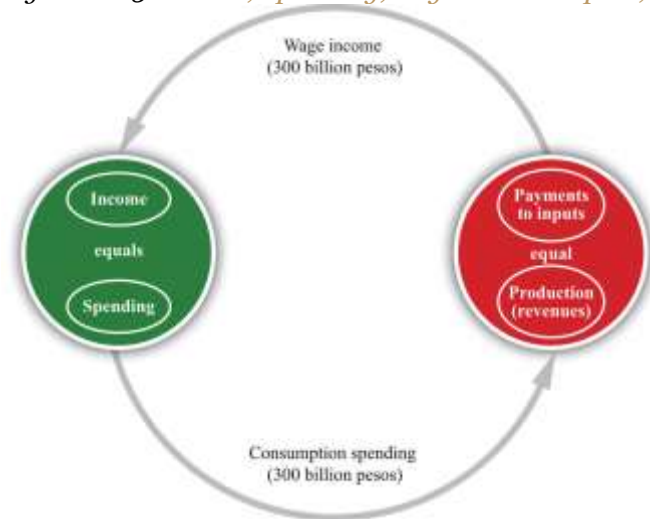 Wage income
(300 billion pesos)
Income
equals
Spending
Payments
to inputs
equal
Production
(revenues)
Consumption spending
(300 billion pesos)